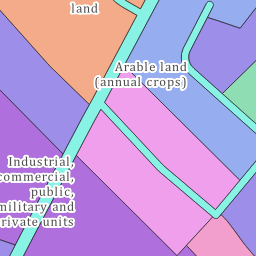 land
Arable land
(annual crops)
Industrial,
commercial,
public,
military and
private units